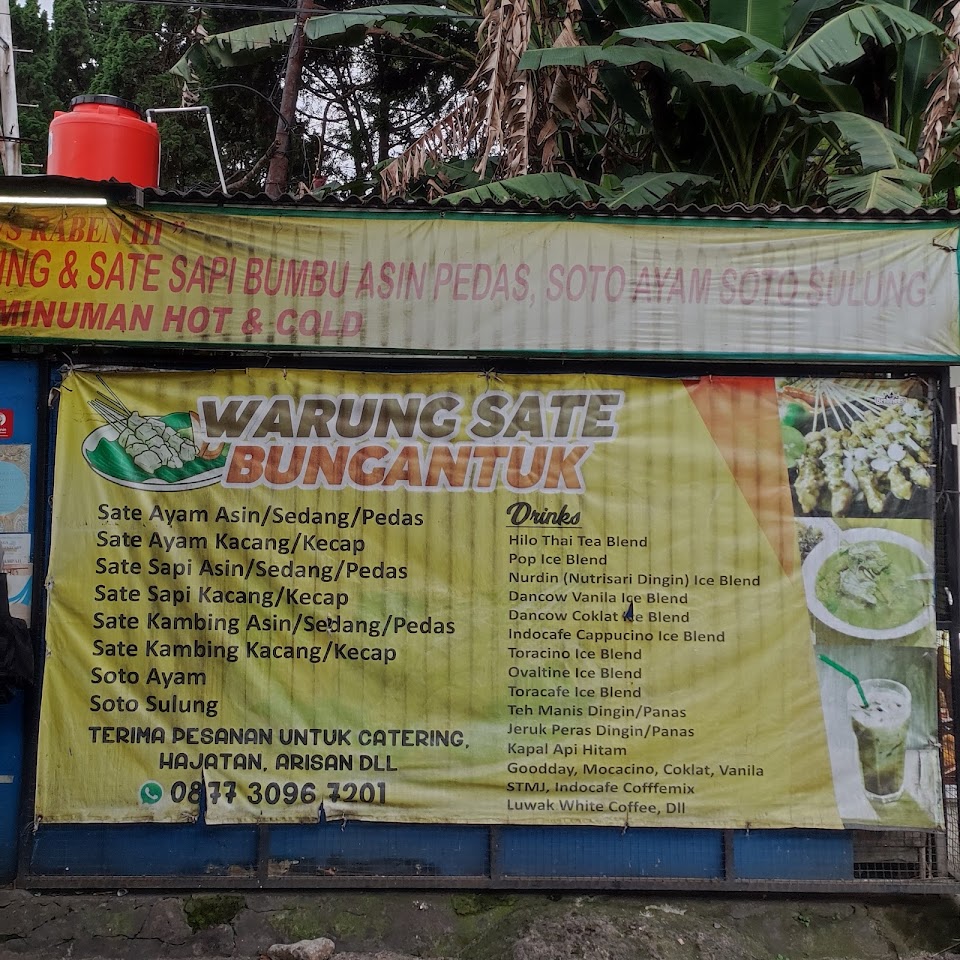 RABEN III"
ING & SATE SAPI BUMBU ASIN PEDAS, SOTO AYAM SOTO SULUNG
MINUMAN HOT & COLD
WARUNG SATE
BUNGANTUK
Sate Ayam Asin/Sedang/Pedas
Sate Ayam Kacang/Kecap
Sate Sapi Asin/Sedang/Pedas
Sate Sapi Kacang/Kecap
Sate Kambing Asin/Sedang/Pedas
Sate Kambing Kacang/Kecap
Soto Ayam
Soto Sulung
TERIMA PESANAN UNTUK CATERING,
HAJATAN, ARISAN DLL
0877 3096 7201
Drinks
Hilo Thai Tea Blend
Pop Ice Blend
Nurdin (Nutrisari Dingin) Ice Blend
Dancow Vanila Ice Blend
Dancow Coklat Ice Blend
Indocafe Cappucino Ice Blend
Toracino Ice Blend
Ovaltine Ice Blend
Toracafe Ice Blend
Teh Manis Dingin/Panas
Jeruk Peras Dingin/Panas
Kapal Api Hitam
Goodday, Mocacino, Coklat, Vanila
STMJ, Indocafe Cofffemix
Luwak White Coffee, Dll